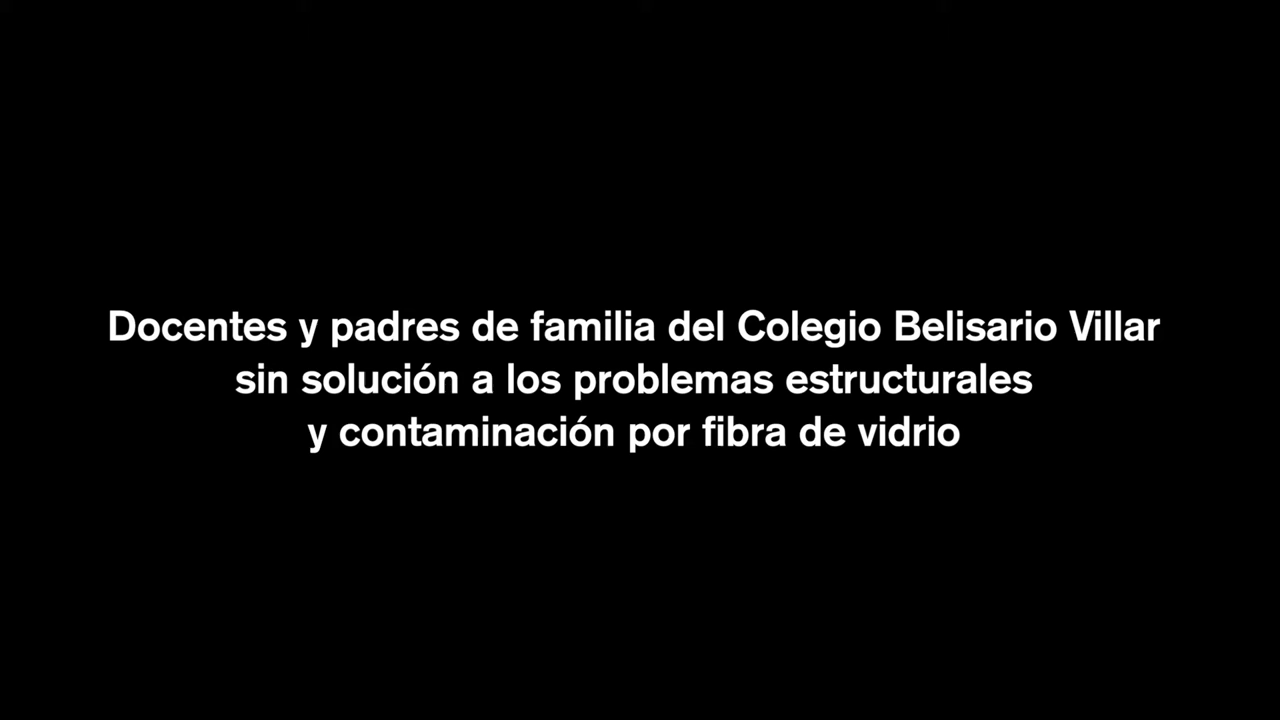 Docentes y padres de familia del Colegio Belisario Villar
sin solución a los problemas estructurales
y contaminación por fibra de vidrio